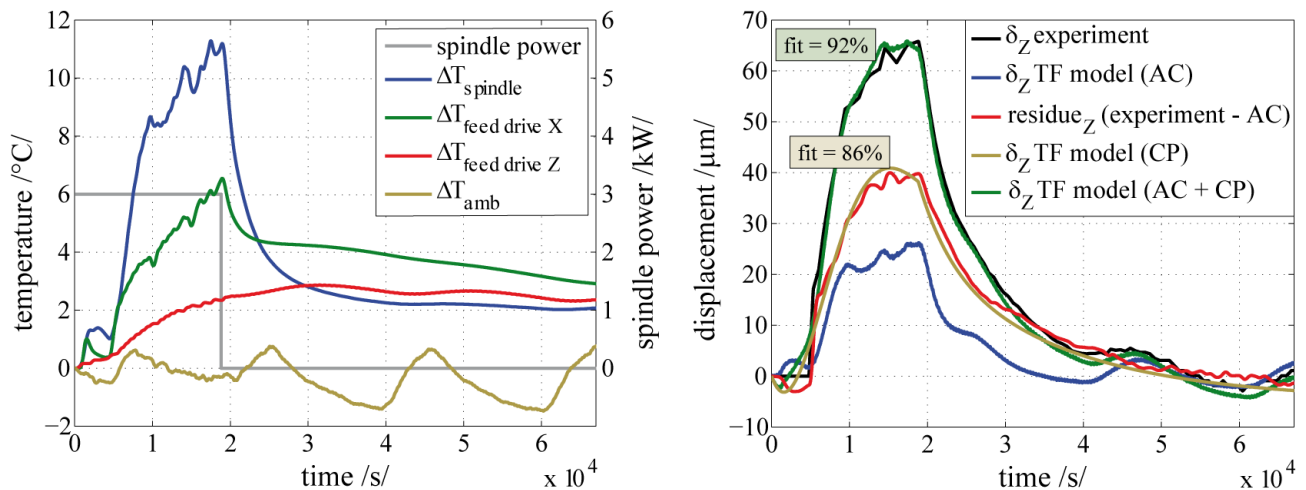 12
10
8
6
4
2
0
−2
temperature /°C/
0
1
2
3
4
5
6
time /s/
x 10⁴
6
5
4
3
2
1
0
spindle power /kW/
spindle power
ΔT spindle
ΔT feed drive X
ΔT feed drive Z
ΔT amb
70
60
50
40
30
20
10
0
−10
displacement /μm/
0
1
2
3
4
5
6
time /s/
x 10⁴
fit = 92%
fit = 86%
δZ experiment
δZ TF model (AC)
residueZ (experiment - AC)
δZ TF model (CP)
δZ TF model (AC + CP)